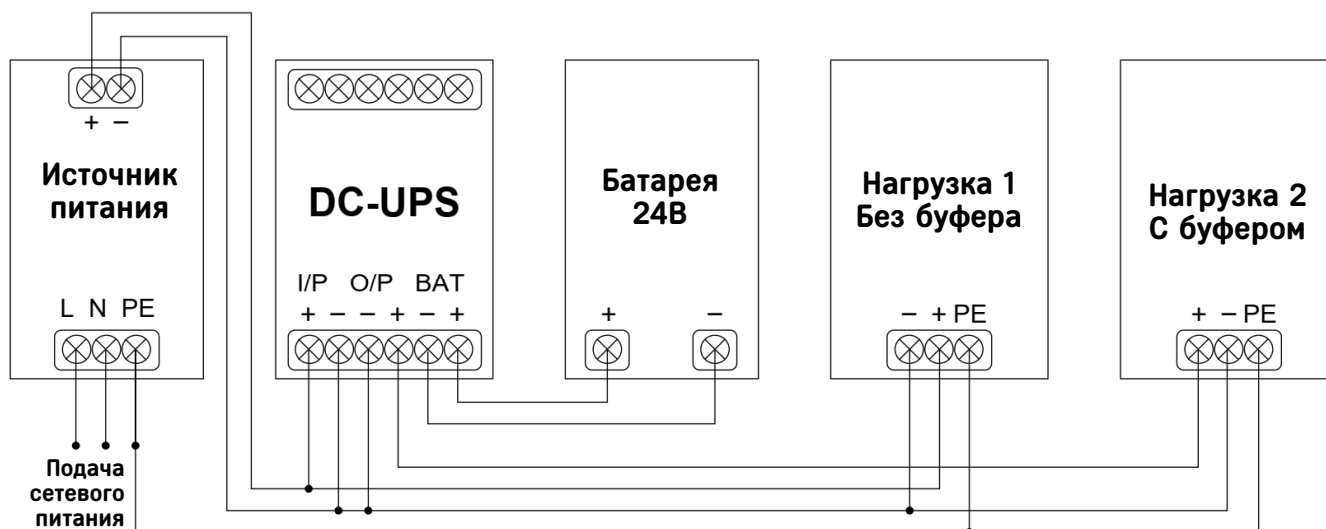 + −
Источник
питания
L N PE
Подача
сетевого
питания
DC-UPS
I/P O/P BAT
+ − − + − +
Батарея
24В
+ −
Нагрузка 1
Без буфера
− + PE
Нагрузка 2
С буфером
+ − PE